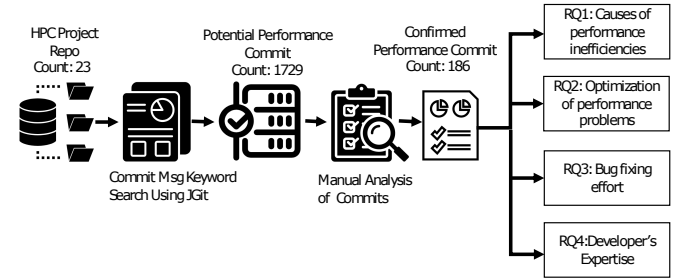 HPC Project
Repo
Count: 23
Commit Msg Keyword
Search Using JGit
Potential Performance
Commit
Count: 1729
Manual Analysis
of Commits
Confirmed
Performance Commit
Count: 186
RQ1: Causes of
performance
inefficiencies
RQ2: Optimization
of performance
problems
RQ3: Bug fixing
effort
RQ4:Developer's
Expertise